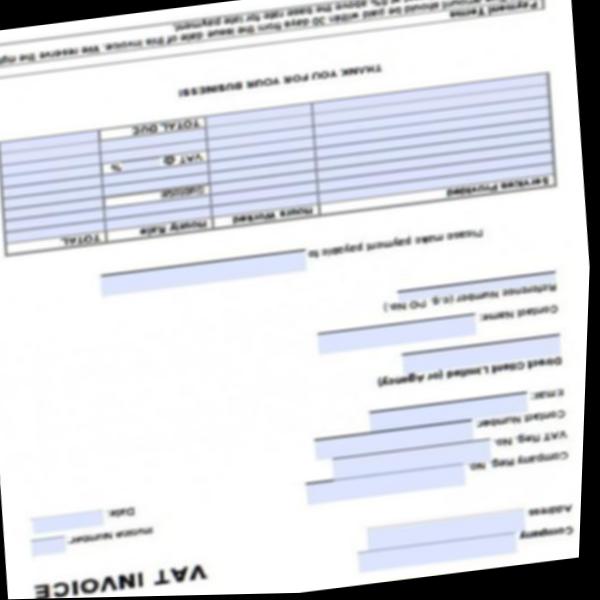 VAT INVOICE
Company
Address
Invoice Number
Date:
Company Reg. No.
VAT Reg. No.
Contact Number:
Email:
Direct Client Limited (or Agency)
Contact Name:
Reference Number (e.g. PO No.)
Please make payment payable to
Services Provided Hours Worked Hourly Rate TOTAL
Subtotal
VAT @ %
TOTAL DUE
THANK YOU FOR YOUR BUSINESS!
Payment Terms
should be paid within 30 days from the issue date of this invoice. We reserve the right
above the base rate for late payment